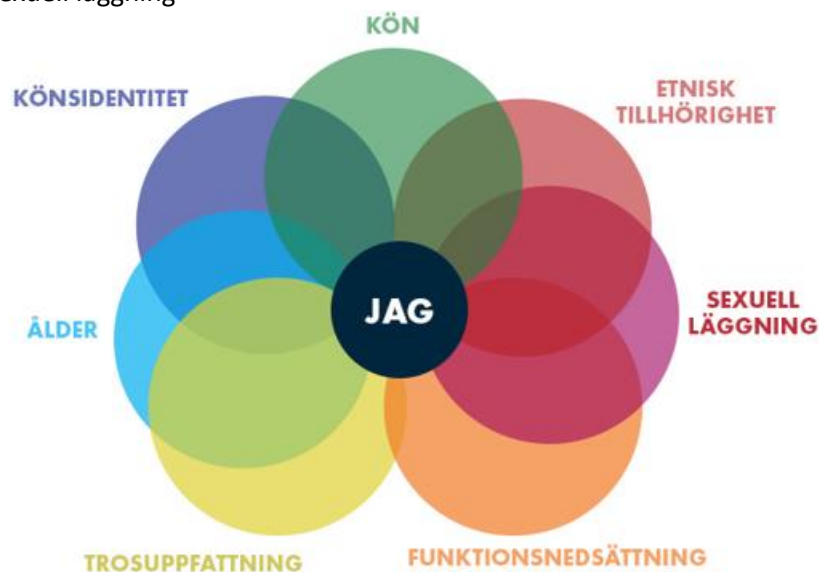 KÖN
KÖNSIDENTITET
ETNISK
TILLHÖRIGHET
JAG
SEXUELL
LÄGGNING
ÅLDER
TROSUPPFATTNING
FUNKTIONSNEDSÄTTNING